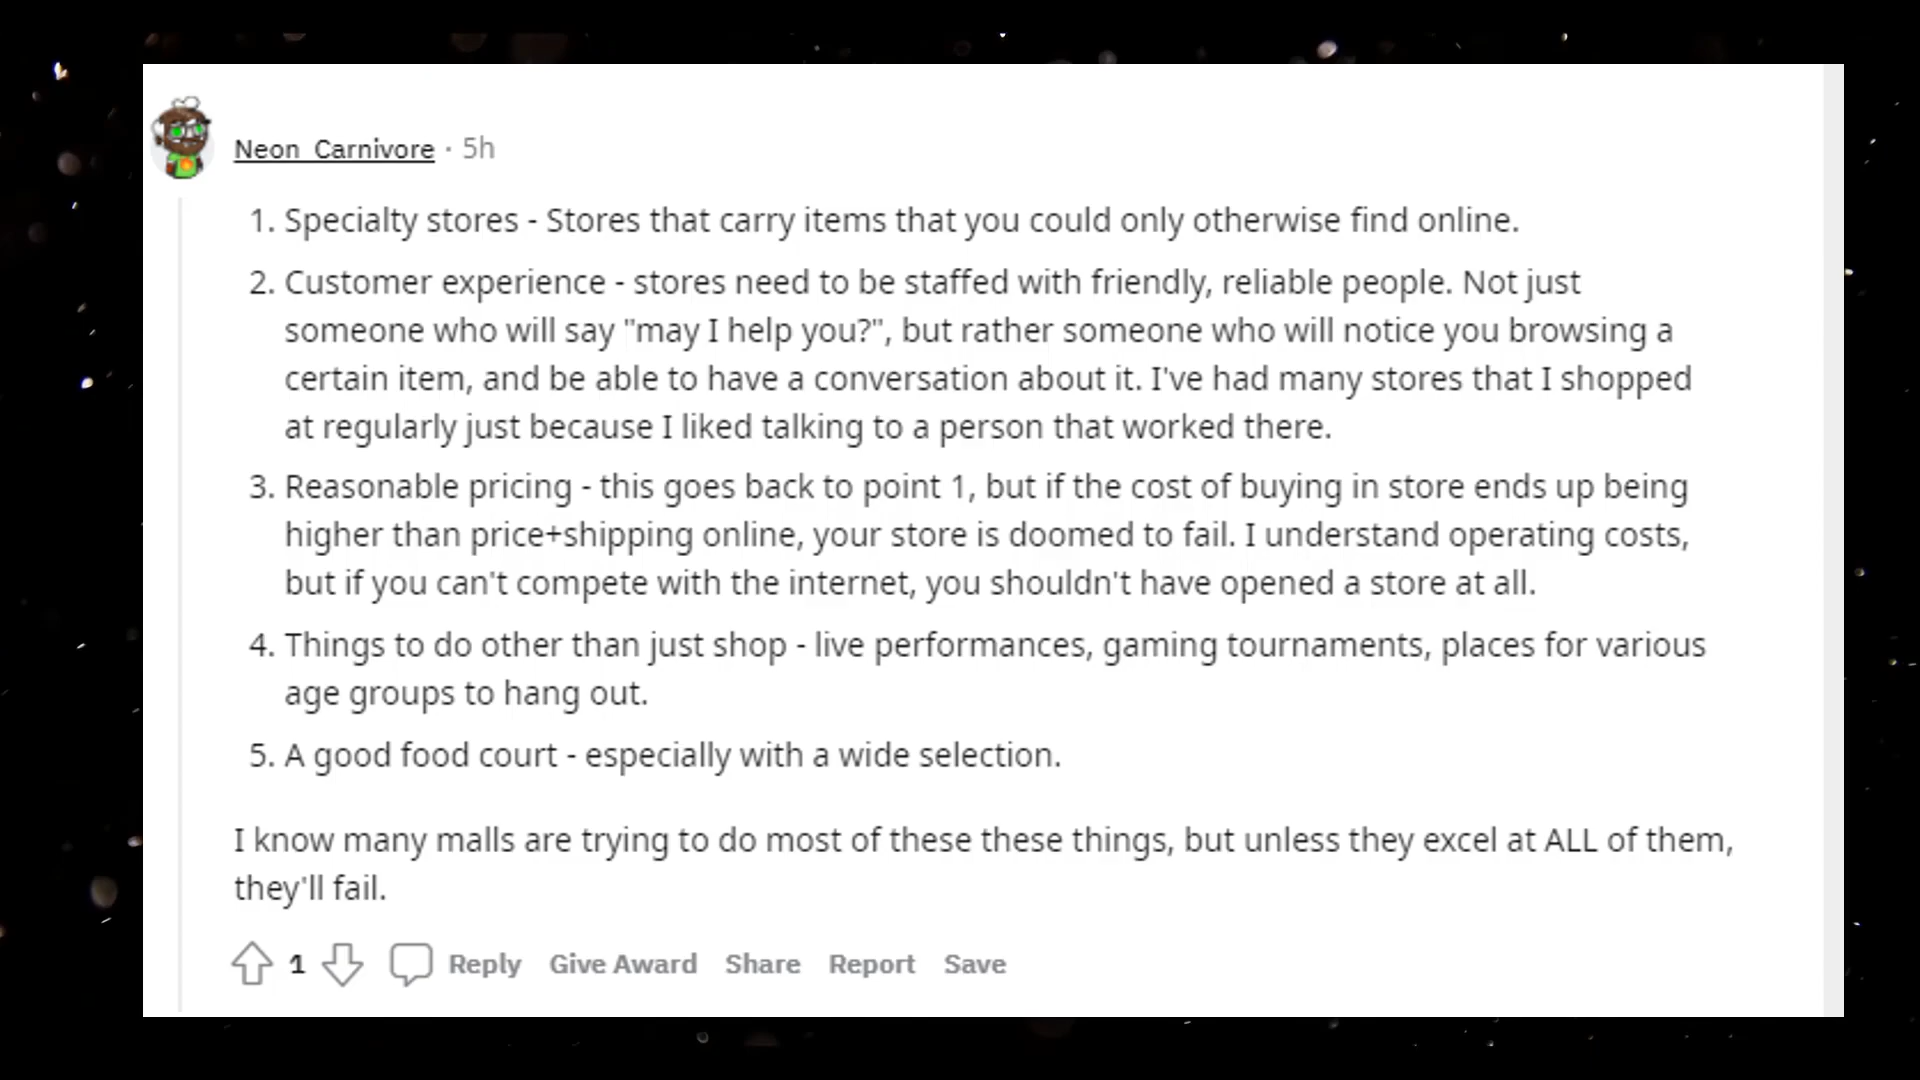 Neon Carnivore · 5h
1. Specialty stores - Stores that carry items that you could only otherwise find online.
2. Customer experience - stores need to be staffed with friendly, reliable people. Not just
someone who will say "may I help you?", but rather someone who will notice you browsing a
certain item, and be able to have a conversation about it. I've had many stores that I shopped
at regularly just because I liked talking to a person that worked there.
3. Reasonable pricing - this goes back to point 1, but if the cost of buying in store ends up being
higher than price+shipping online, your store is doomed to fail. I understand operating costs,
but if you can't compete with the internet, you shouldn't have opened a store at all.
4. Things to do other than just shop - live performances, gaming tournaments, places for various
age groups to hang out.
5. A good food court - especially with a wide selection.
I know many malls are trying to do most of these these things, but unless they excel at ALL of them,
they'll fail.
1 Reply Give Award Share Report Save